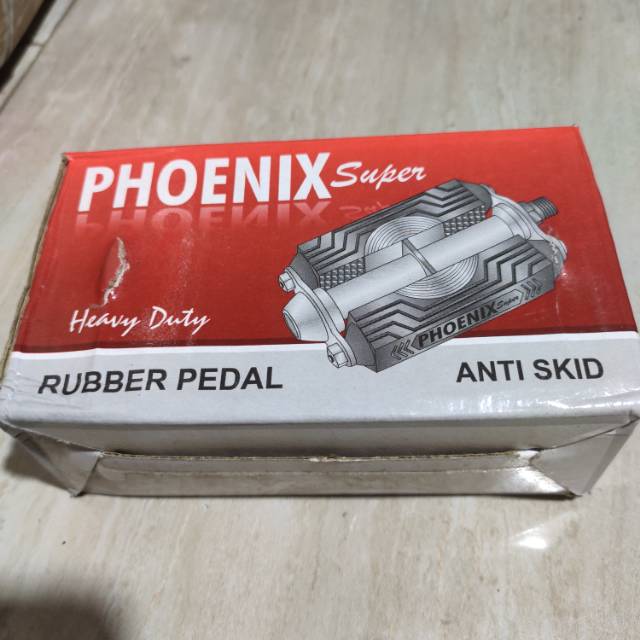 PHOENIX Super
PHOENIX Super
Heavy Duty
RUBBER PEDAL
ANTI SKID